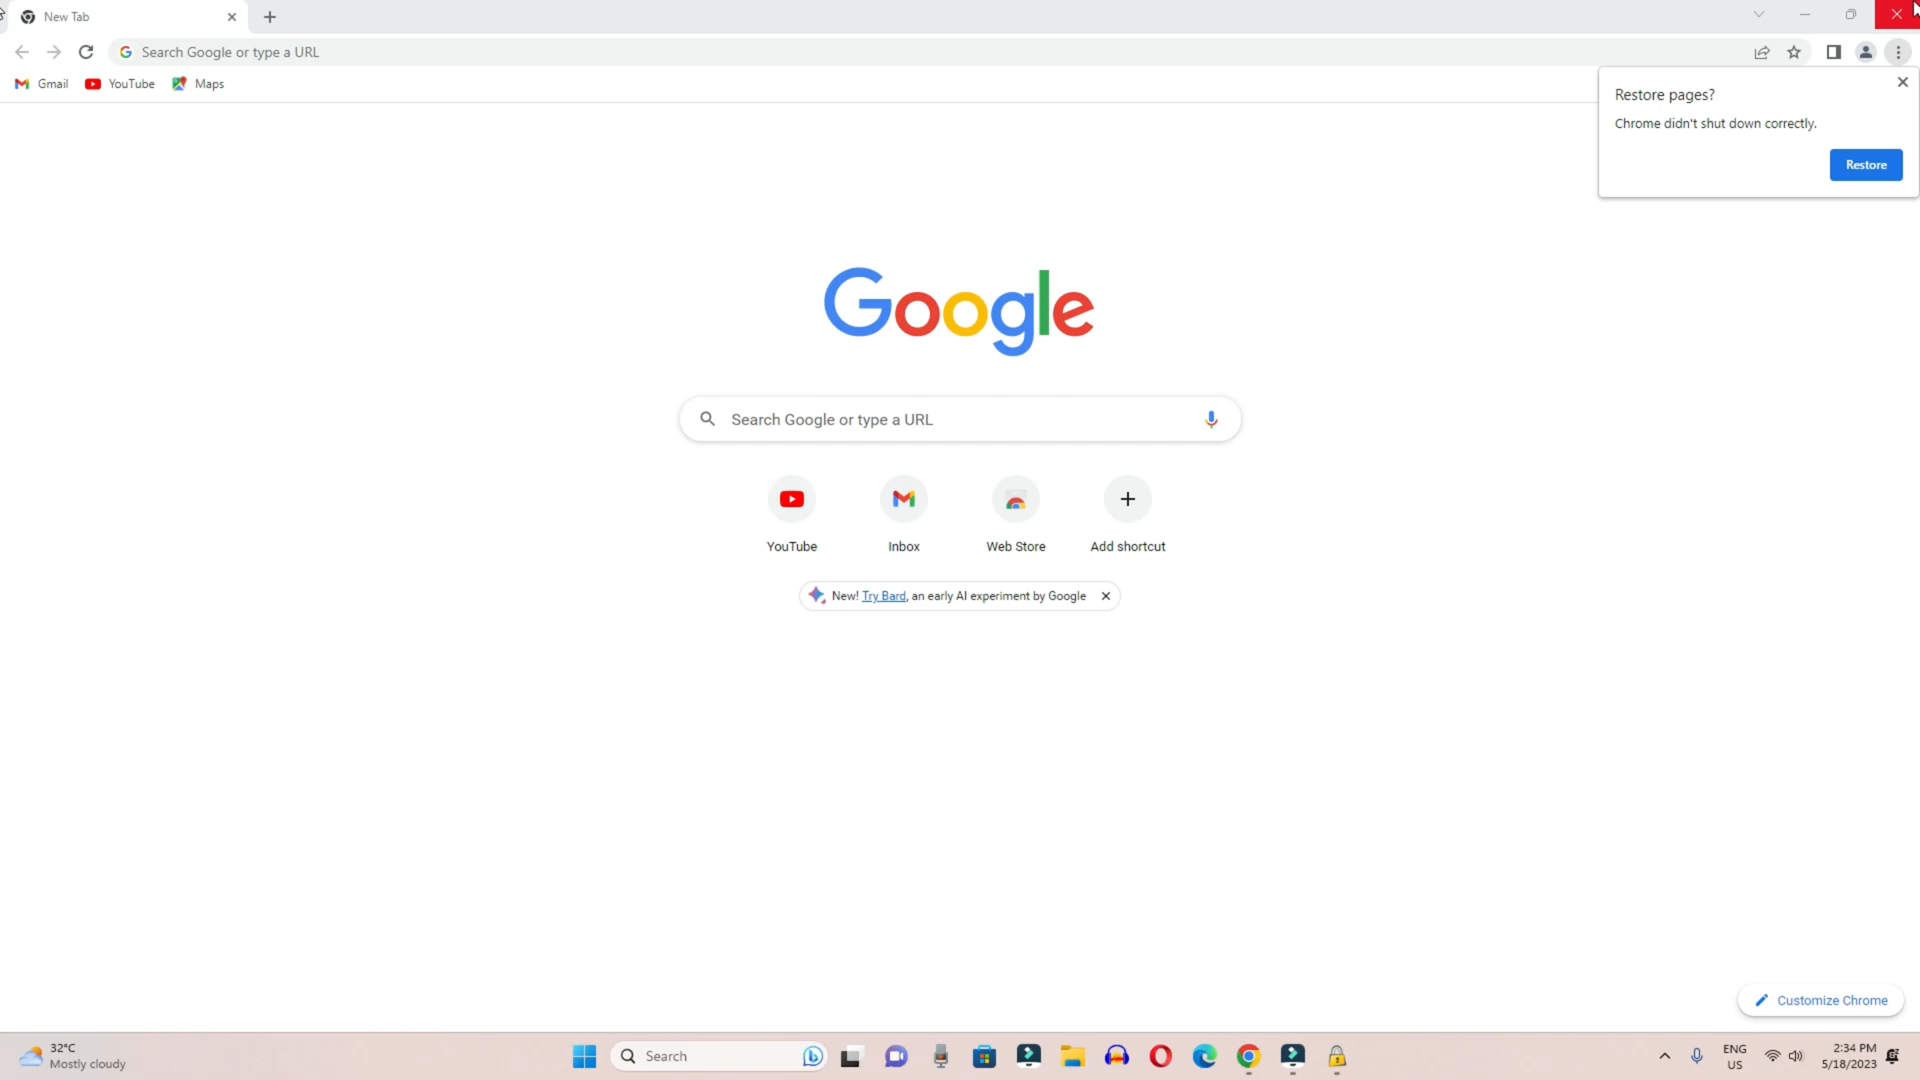 New Tab
Search Google or type a URL
Gmail
YouTube
Maps
Restore pages?
Chrome didn't shut down correctly.
Restore
Google
Search Google or type a URL
YouTube
Inbox
Web Store
Add shortcut
New! Try Bard, an early AI experiment by Google
Customize Chrome
32°C
Mostly cloudy
Search
ENG
US
2:34 PM
5/18/2023